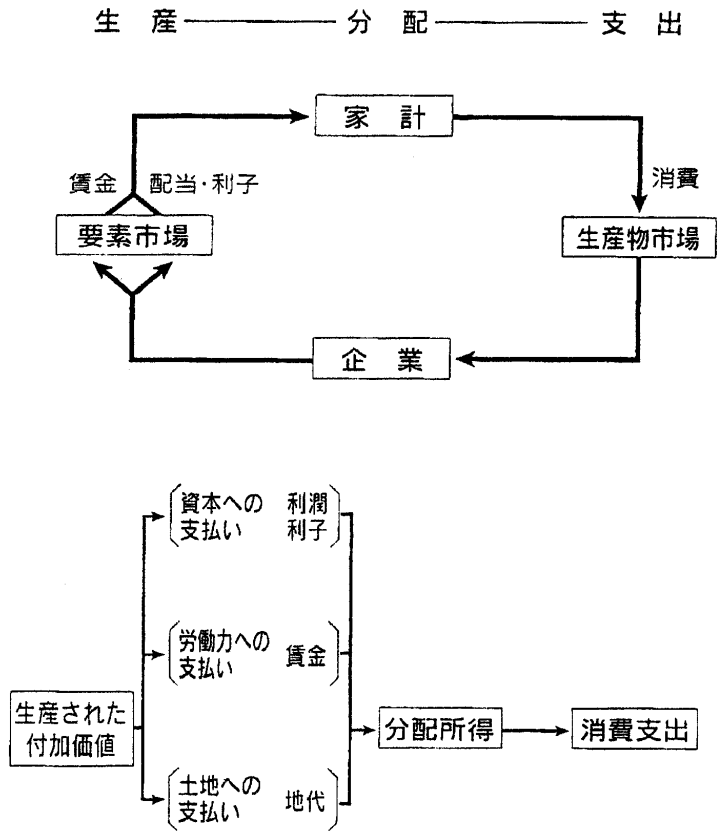 生産 分配 支出
家計
賃金 配当・利子
消費
要素市場
生産物市場
企業
資本への 利潤
支払い 利子
労働力への
支払い 賃金
生産された
付加価値
分配所得
消費支出
土地への
支払い 地代